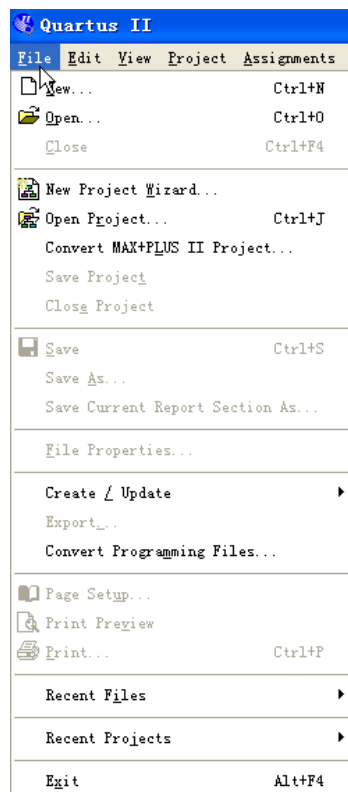 Quartus II
File Edit View Project Assignments
New... Ctrl+N
Open... Ctrl+O
Close Ctrl+F4
New Project Wizard...
Open Project... Ctrl+J
Convert MAX+PLUS II Project...
Save Project
Close Project
Save Ctrl+S
Save As...
Save Current Report Section As...
File Properties...
Create / Update
Export...
Convert Programming Files...
Page Setup...
Print Preview
Print... Ctrl+P
Recent Files
Recent Projects
Exit Alt+F4